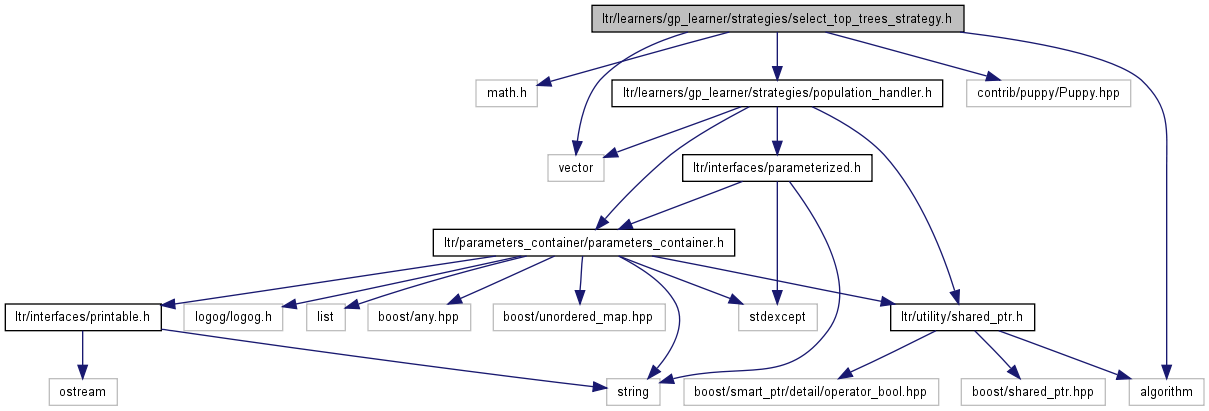 ltr/learners/gp_learner/strategies/select_top_trees_strategy.h
math.h
ltr/learners/gp_learner/strategies/population_handler.h
contrib/puppy/Puppy.hpp
vector
ltr/interfaces/parameterized.h
ltr/parameters_container/parameters_container.h
ltr/interfaces/printable.h
logog/logog.h
list
boost/any.hpp
boost/unordered_map.hpp
stdexcept
ltr/utility/shared_ptr.h
ostream
string
boost/smart_ptr/detail/operator_bool.hpp
boost/shared_ptr.hpp
algorithm